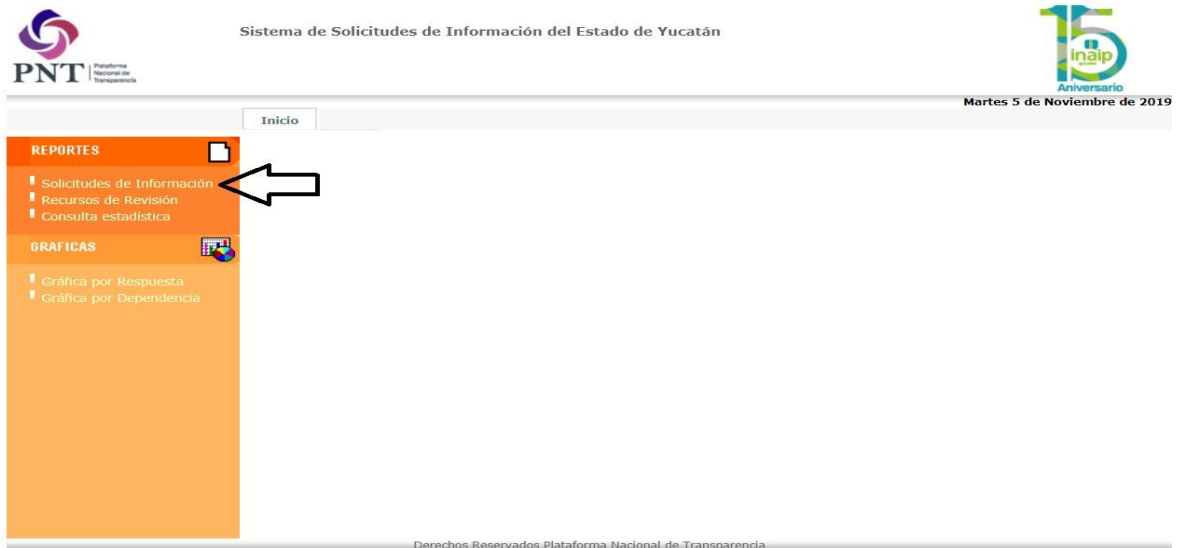 Sistema de Solicitudes de Información del Estado de Yucatán
PNT
Plataforma
Nacional de
Transparencia
15
inaip
Aniversario
Martes 5 de Noviembre de 2019
Inicio
REPORTES
Solicitudes de Información
Recursos de Revisión
Consulta estadística
GRAFICAS
Gráfica por Respuesta
Gráfica por Dependencia
Derechos Reservados Plataforma Nacional de Transparencia